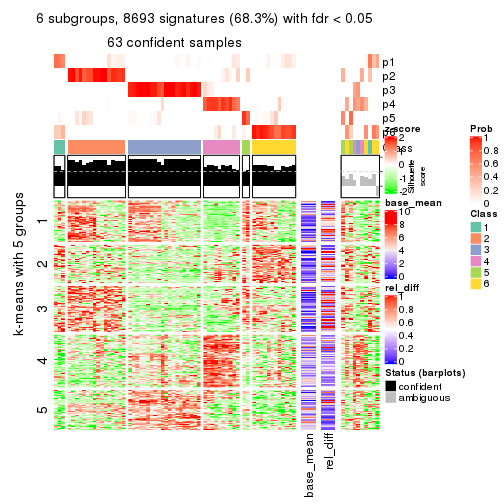 6 subgroups, 8693 signatures (68.3%) with fdr < 0.05
63 confident samples
p1
p2
p3
p4
p5
p6
Class
Silhouette
score
k-means with 5 groups
1
2
3
4
5
base_mean
rel_diff
z-score
2
1
0
-1
-2
base_mean
10
8
6
4
2
0
rel_diff
1
0.8
0.6
0.4
0.2
0
Status (barplots)
confident
ambiguous
Prob
1
0.8
0.6
0.4
0.2
0
Class
1
2
3
4
5
6